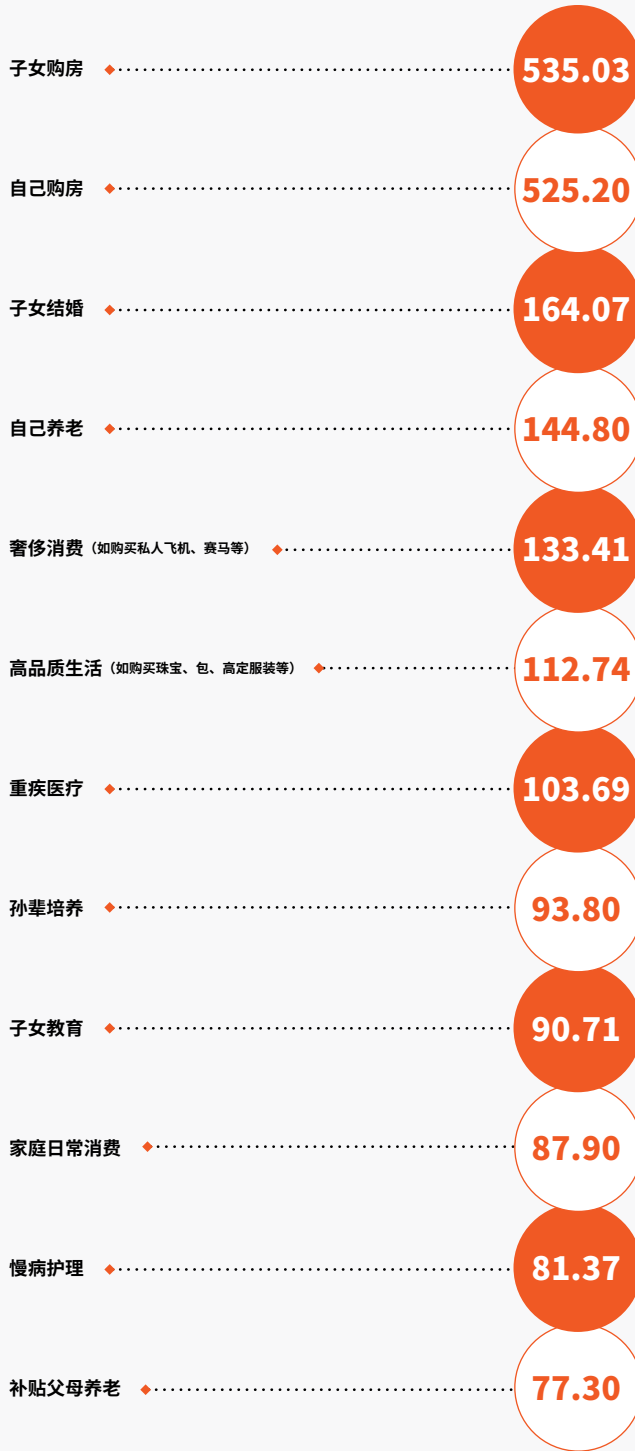 子女购房 535.03
自己购房 525.20
子女结婚 164.07
自己养老 144.80
奢侈消费（如购买私人飞机、赛马等） 133.41
高品质生活（如购买珠宝、包、高定服装等） 112.74
重疾医疗 103.69
孙辈培养 93.80
子女教育 90.71
家庭日常消费 87.90
慢病护理 81.37
补贴父母养老 77.30